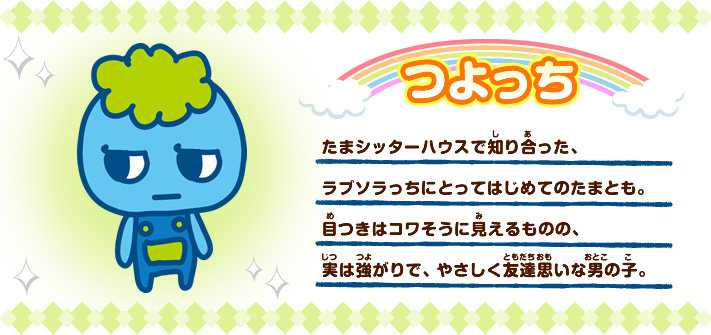 つよっち
たまシッターハウスで知り合った、
ラブソラっちにとってはじめてのたまとも。
目つきはコワそうに見えるものの、
実は強がりで、やさしく友達思いな男の子。